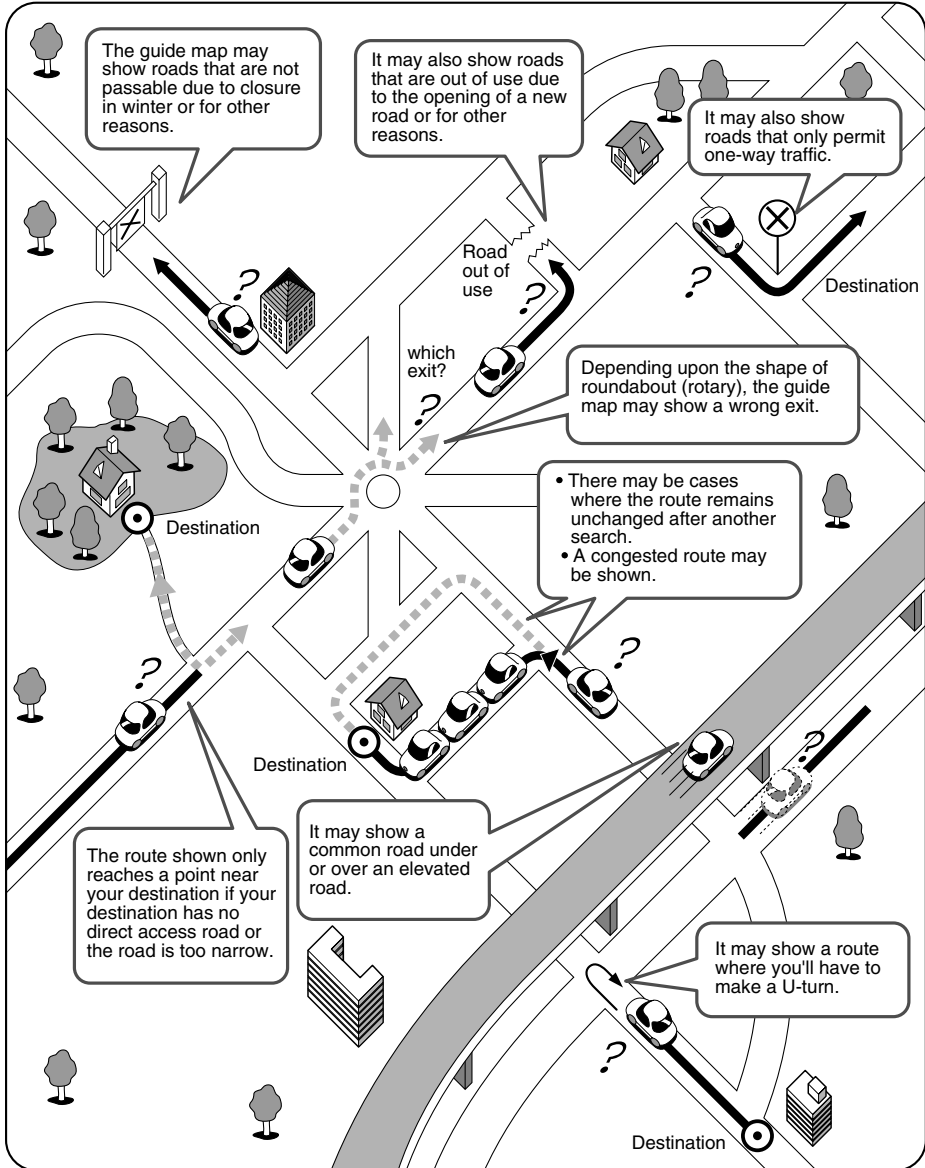 The guide map may
show roads that are not
passable due to closure
in winter or for other
reasons.
It may also show roads
that are out of use due
to the opening of a new
road or for other
reasons.
It may also show
roads that only permit
one-way traffic.
Road
out of
use
?
?
?
Destination
which
exit?
?
Depending upon the shape of
roundabout (rotary), the guide
map may show a wrong exit.
• There may be cases
where the route remains
unchanged after another
search.
• A congested route may
be shown.
Destination
?
?
Destination
?
The route shown only
reaches a point near
your destination if your
destination has no
direct access road or
the road is too narrow.
It may show a
common road under
or over an elevated
road.
It may show a route
where you'll have to
make a U-turn.
?
Destination